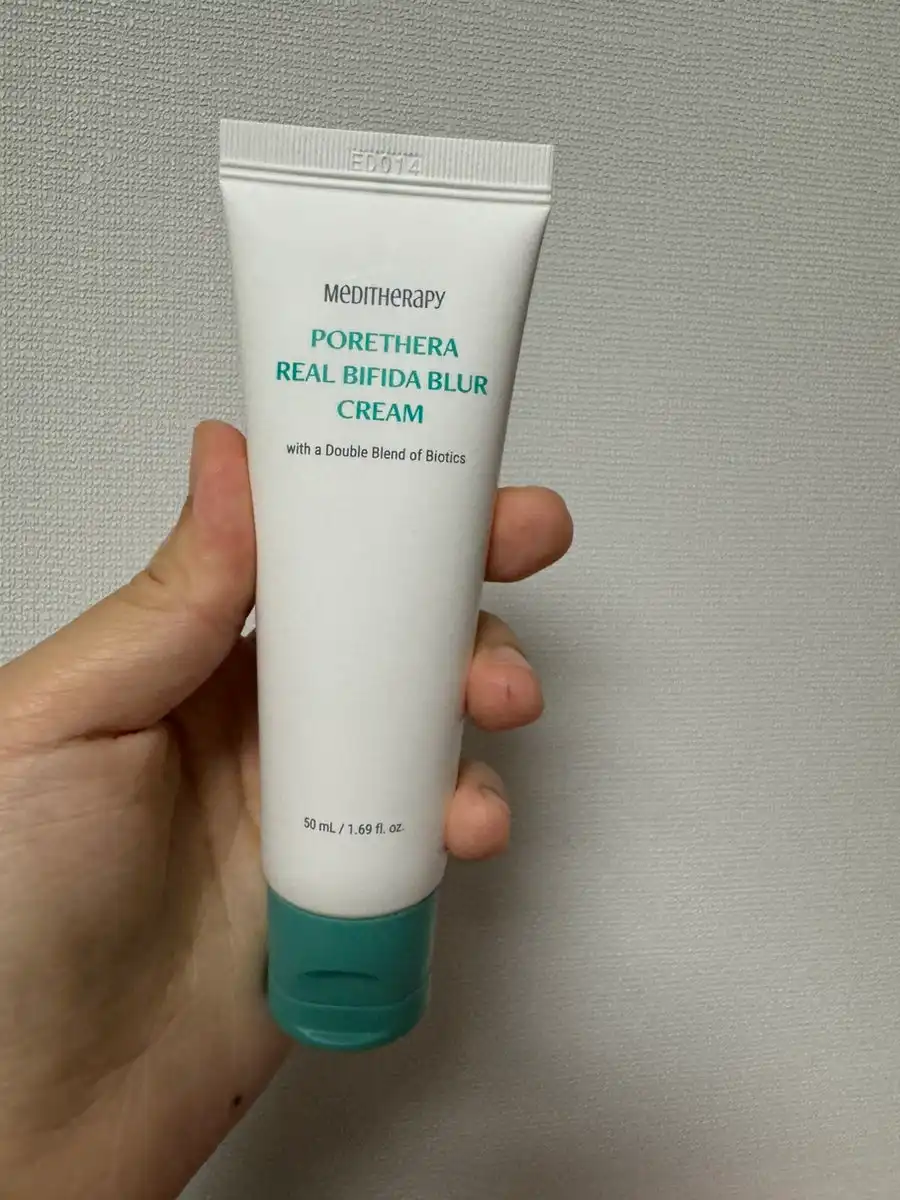 ED014
MEDITHERAPY
PORETHERA
REAL BIFIDA BLUR
CREAM
with a Double Blend of Biotics
50 mL / 1.69 fl. oz.